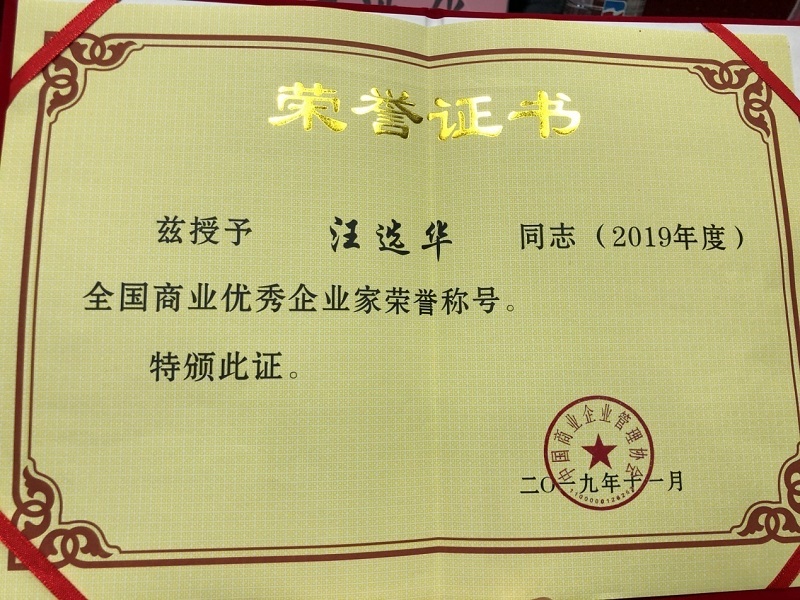 荣誉证书
兹授予 汪选华 同志（2019年度）
全国商业优秀企业家荣誉称号。
特颁此证。
中国商业企业管理协会
二〇一九年十一月